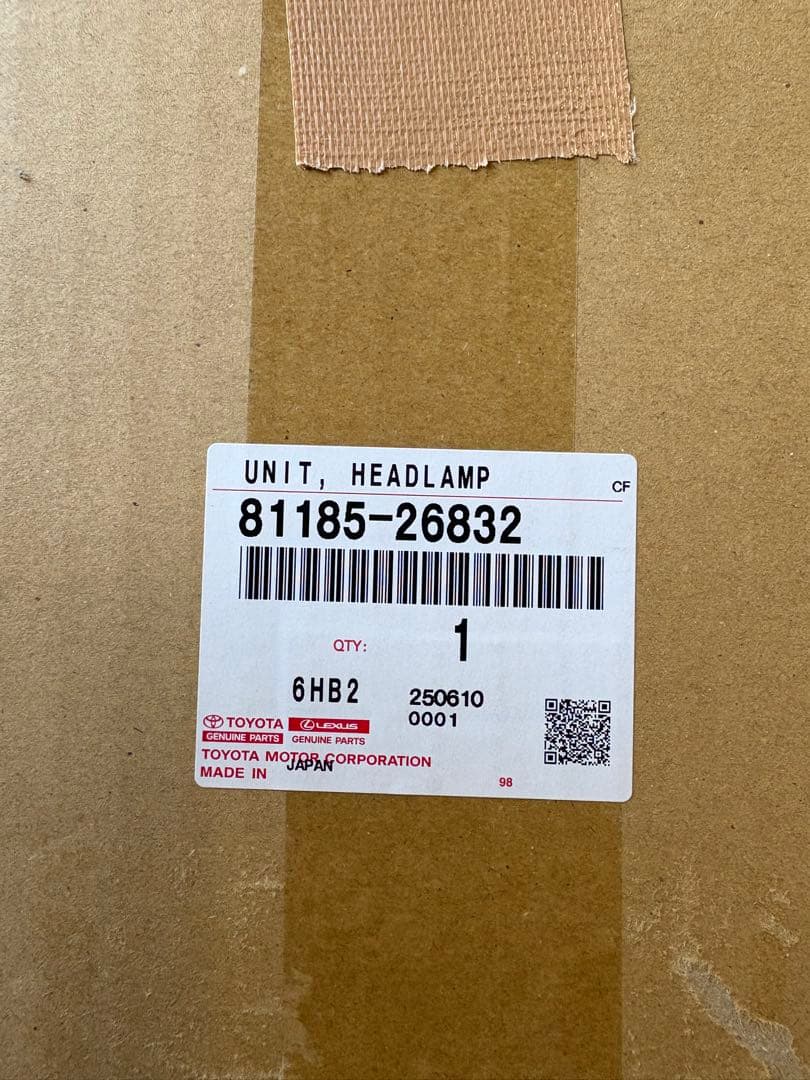 UNIT, HEADLAMP
CF
81185-26832
QTY: 1
6HB2 250610
0001
TOYOTA LEXUS
GENUINE PARTS GENUINE PARTS
TOYOTA MOTOR CORPORATION
MADE IN JAPAN
98